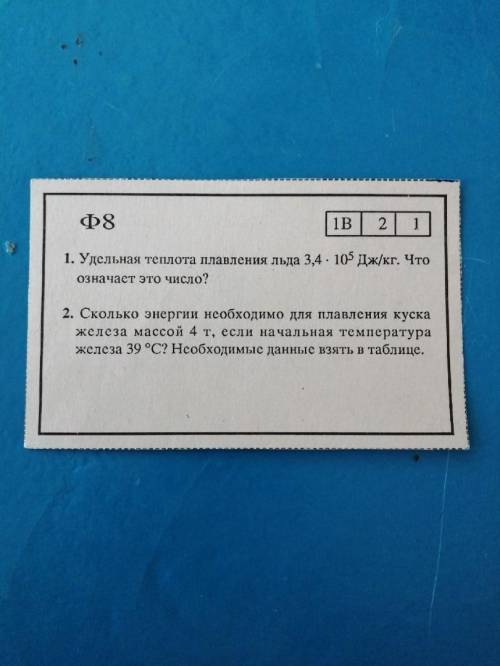 Ф8
1В 2 1
1. Удельная теплота плавления льда 3,4 · 10⁵ Дж/кг. Что
означает это число?
2. Сколько энергии необходимо для плавления куска
железа массой 4 т, если начальная температура
железа 39 °С? Необходимые данные взять в таблице.